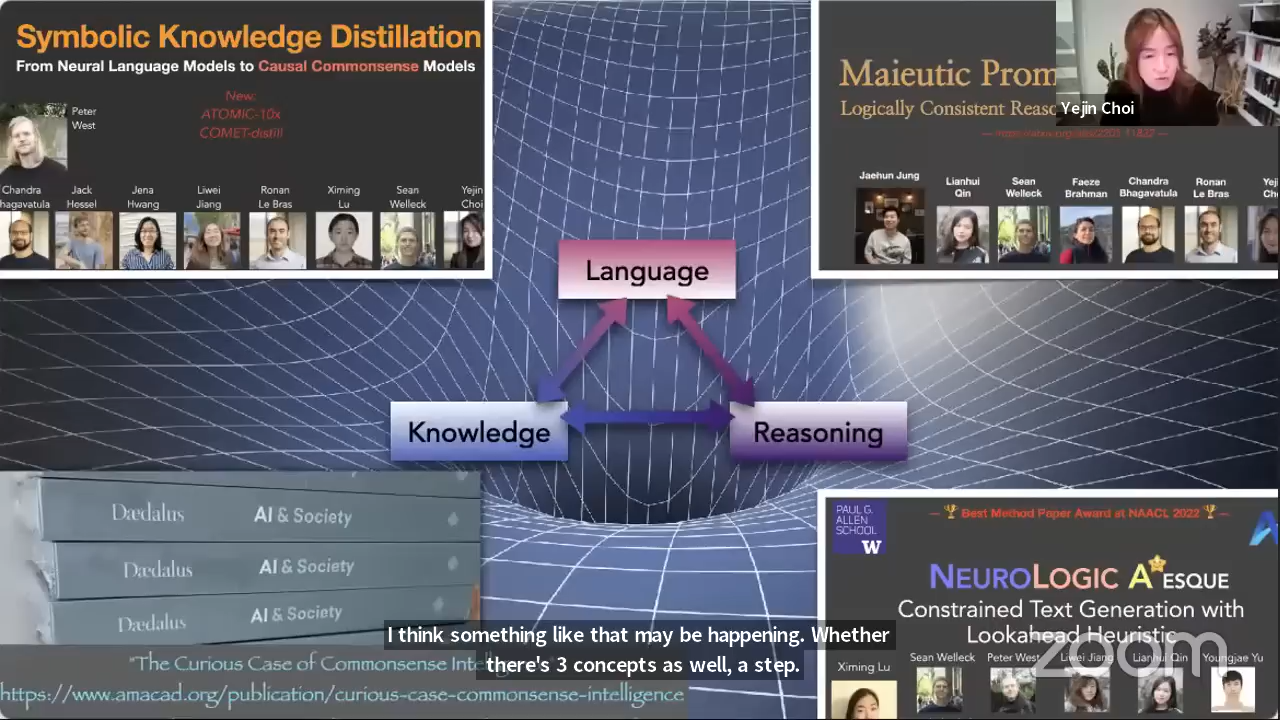 Symbolic Knowledge Distillation
From Neural Language Models to Causal Commonsense Models
New:
ATOMIC-10x
COMET-distill
Peter
West
Chandra
Bhagavatula
Jack
Hessel
Jena
Hwang
Liwei
Jiang
Ronan
Le Bras
Ximing
Lu
Sean
Welleck
Yejin
Choi
Maieutic Prom
Logically Consistent Reaso
Yejin Choi
Jaehun Jung
Lianhui
Qin
Sean
Welleck
Faeze
Brahman
Chandra
Bhagavatula
Ronan
Le Bras
Yeji
Ch
Language
Knowledge
Reasoning
Dædalus AI & Society
Dædalus AI & Society
Dædalus AI & Society
"The Curious Case of Commonsense Inte
https://www.amacad.org/publication/curious-case-commonsense-intelligence
PAUL G.
ALLEN
SCHOOL
W
Best Method Paper Award at NAACL 2022
NEUROLOGIC A ESQUE
Constrained Text Generation with
Lookahead Heuristic
Ximing Lu
Sean Welleck
Peter West
Liwei Jiang
Lianhui Qin
Youngjae Yu
I think something like that may be happening. Whether
there's 3 concepts as well, a step.
zoom